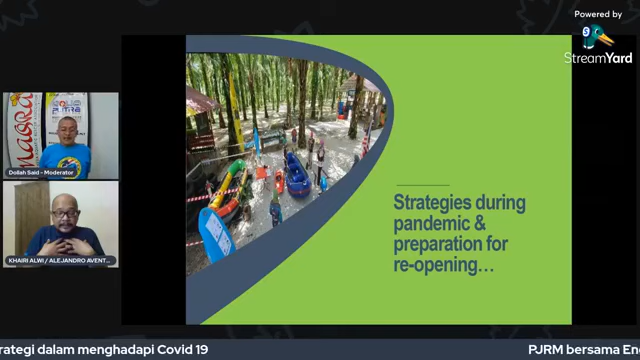 Powered by
StreamYard
Dollah Said - Moderator
KHAIRI ALWI / ALEJANDRO AVENT...
Strategies during
pandemic &
preparation for
re-opening...
rategi dalam menghadapi Covid 19
PJRM bersama En